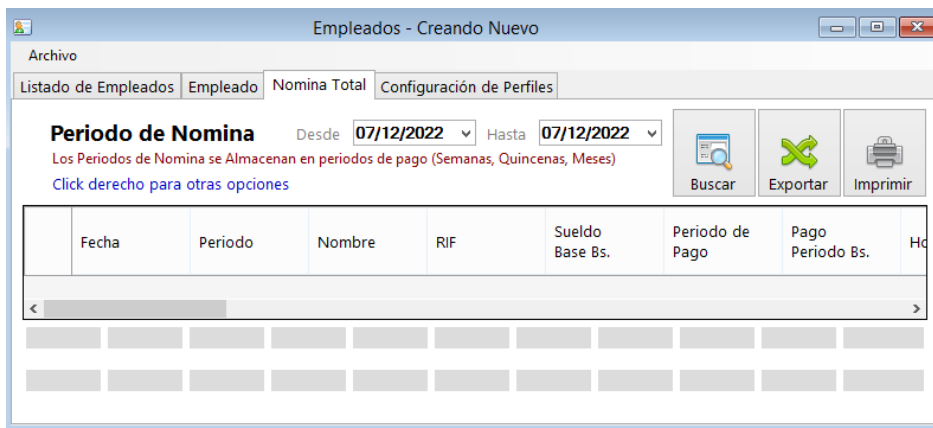 Empleados - Creando Nuevo
Archivo
Listado de Empleados Empleado Nomina Total Configuración de Perfiles
Periodo de Nomina Desde 07/12/2022 Hasta 07/12/2022
Los Periodos de Nomina se Almacenan en periodos de pago (Semanas, Quincenas, Meses)
Click derecho para otras opciones
Buscar Exportar Imprimir
Fecha Periodo Nombre RIF Sueldo Base Bs. Periodo de Pago Pago Periodo Bs. Ho